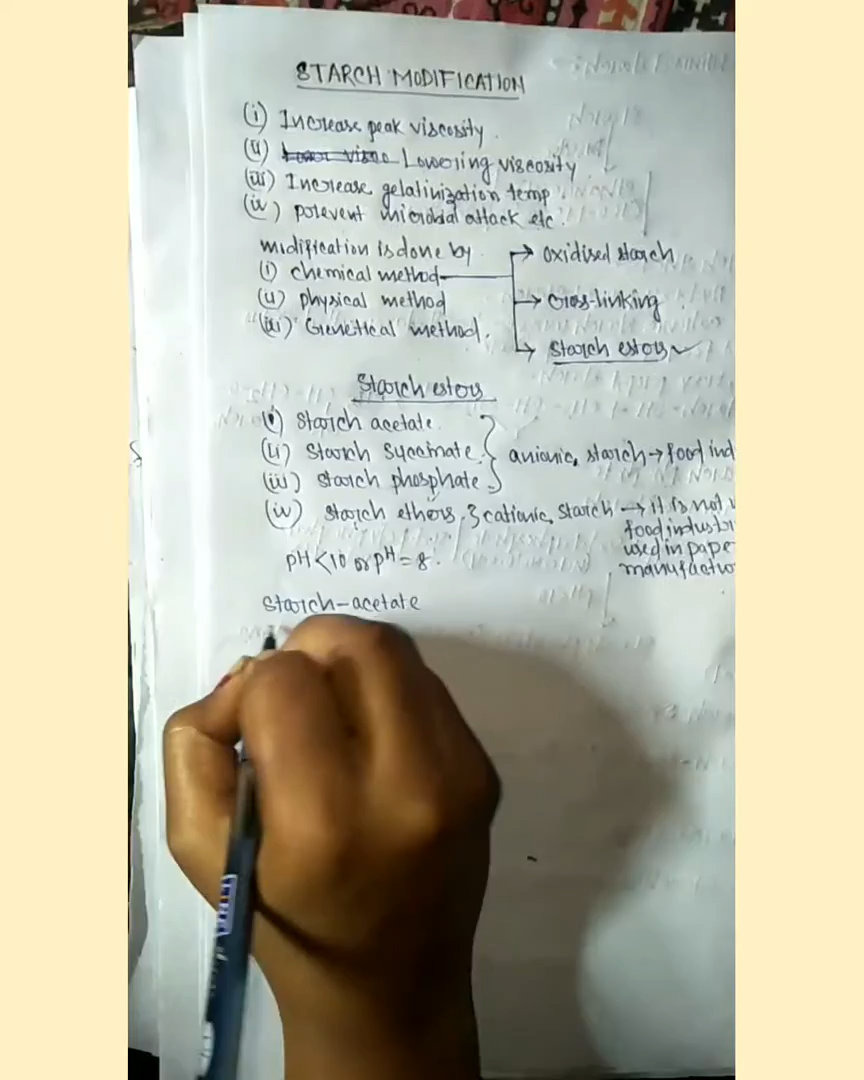 STARCH MODIFICATION
(i) Increase peak viscosity.
(ii) Lowering viscosity
(iii) Increase gelatinization temp.
(iv) prevent microbial attack etc.
modification is done by
(i) chemical method → oxidised starch
(ii) physical method → Cross-linking
(iii) Genetical method. → Starch esters
Starch esters
(i) starch acetate.
(ii) starch succinate. } anionic, starch → food ind
(iii) starch phosphate
(iv) starch ethers } cationic, starch → it is not u
food industr
used in pape
manufactur
pH < 10 or pH = 8.
starch-acetate